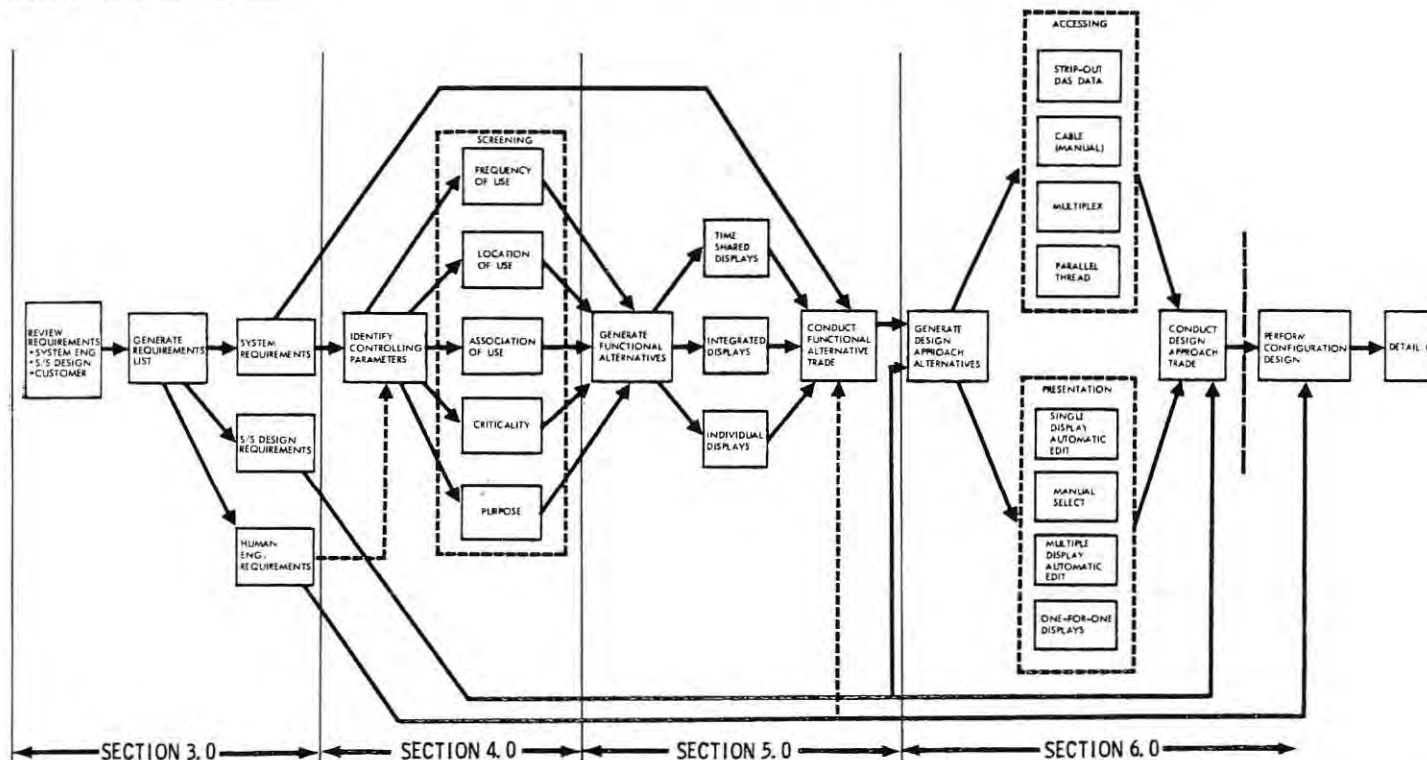 REVIEW
REQUIREMENTS
•SYSTEM ENG
•S/S DESIGN
•CUSTOMER
GENERATE
REQUIREMENTS
LIST
SYSTEM
REQUIREMENTS
S/S DESIGN
REQUIREMENTS
HUMAN
ENG.
REQUIREMENTS
IDENTIFY
CONTROLLING
PARAMETERS
SCREENING
FREQUENCY
OF USE
LOCATION
OF USE
ASSOCIATION
OF USE
CRITICALITY
PURPOSE
GENERATE FUNCTIONAL
ALTERNATIVES
TIME
SHARED
DISPLAYS
INTEGRATED
DISPLAYS
INDIVIDUAL
DISPLAYS
CONDUCT
FUNCTIONAL
ALTERNATIVE
TRADE
GENERATE
DESIGN
APPROACH
ALTERNATIVES
ACCESSING
STRIP-OUT
DAS DATA
CABLE
(MANUAL)
MULTIPLEX
PARALLEL
THREAD
PRESENTATION
SINGLE
DISPLAY
AUTOMATIC
EDIT
MANUAL
SELECT
MULTIPLE
DISPLAY
AUTOMATIC
EDIT
ONE-FOR-ONE
DISPLAYS
CONDUCT
DESIGN
APPROACH
TRADE
PERFORM
CONFIGURATION
DESIGN
DETAIL
SECTION 3.0
SECTION 4.0
SECTION 5.0
SECTION 6.0